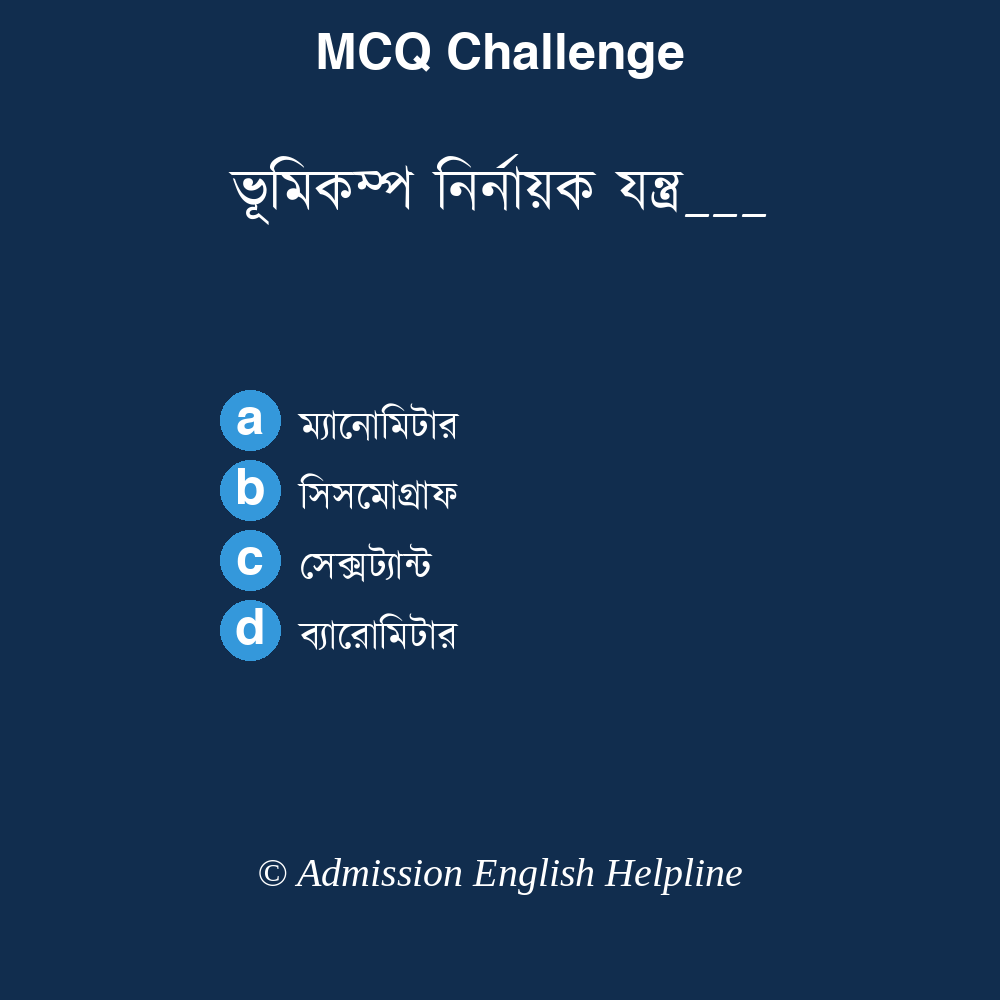 MCQ Challenge
ভূমিকম্প নির্নায়ক যন্ত্র___
a ম্যানোমিটার
b সিসমোগ্রাফ
c সেক্সট্যান্ট
d ব্যারোমিটার
© Admission English Helpline